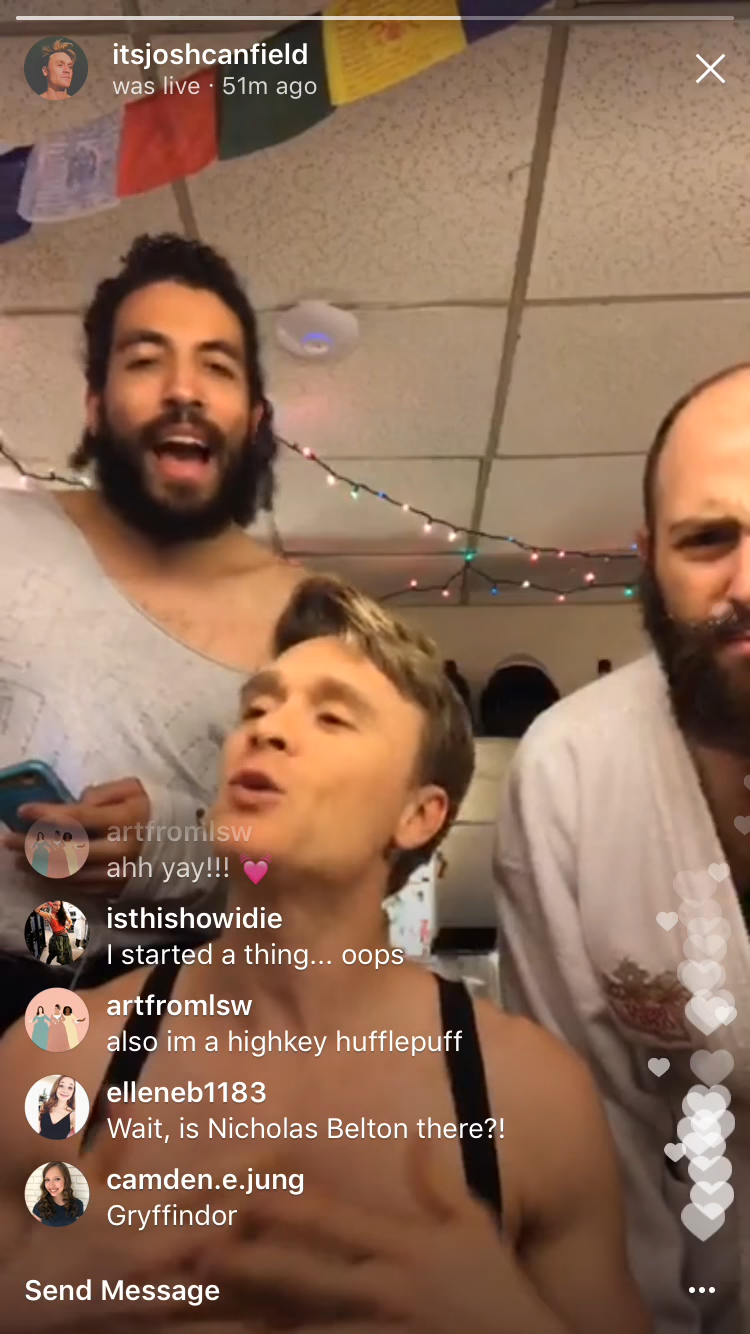 itsjoshcanfield
was live · 51m ago
artfromlsw
ahh yay!!! 💓
isthishowidie
I started a thing... oops
artfromlsw
also im a highkey hufflepuff
elleneb1183
Wait, is Nicholas Belton there?!
camden.e.jung
Gryffindor
Send Message